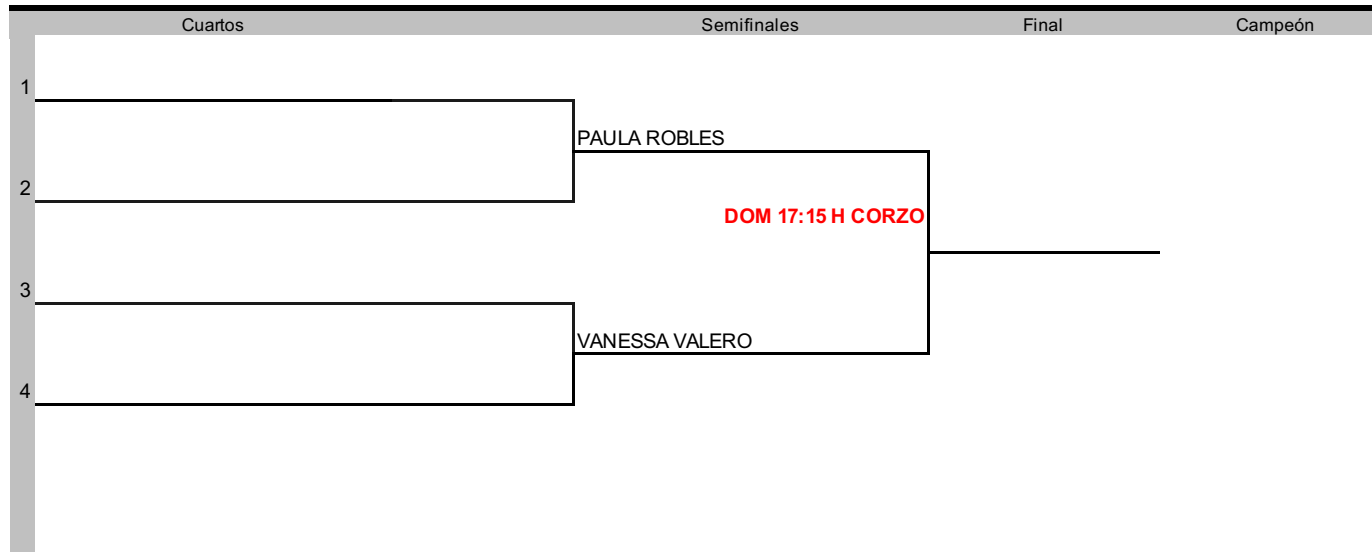 Cuartos Semifinales Final Campeón
1
PAULA ROBLES
2
DOM 17:15 H CORZO
3
VANESSA VALERO
4